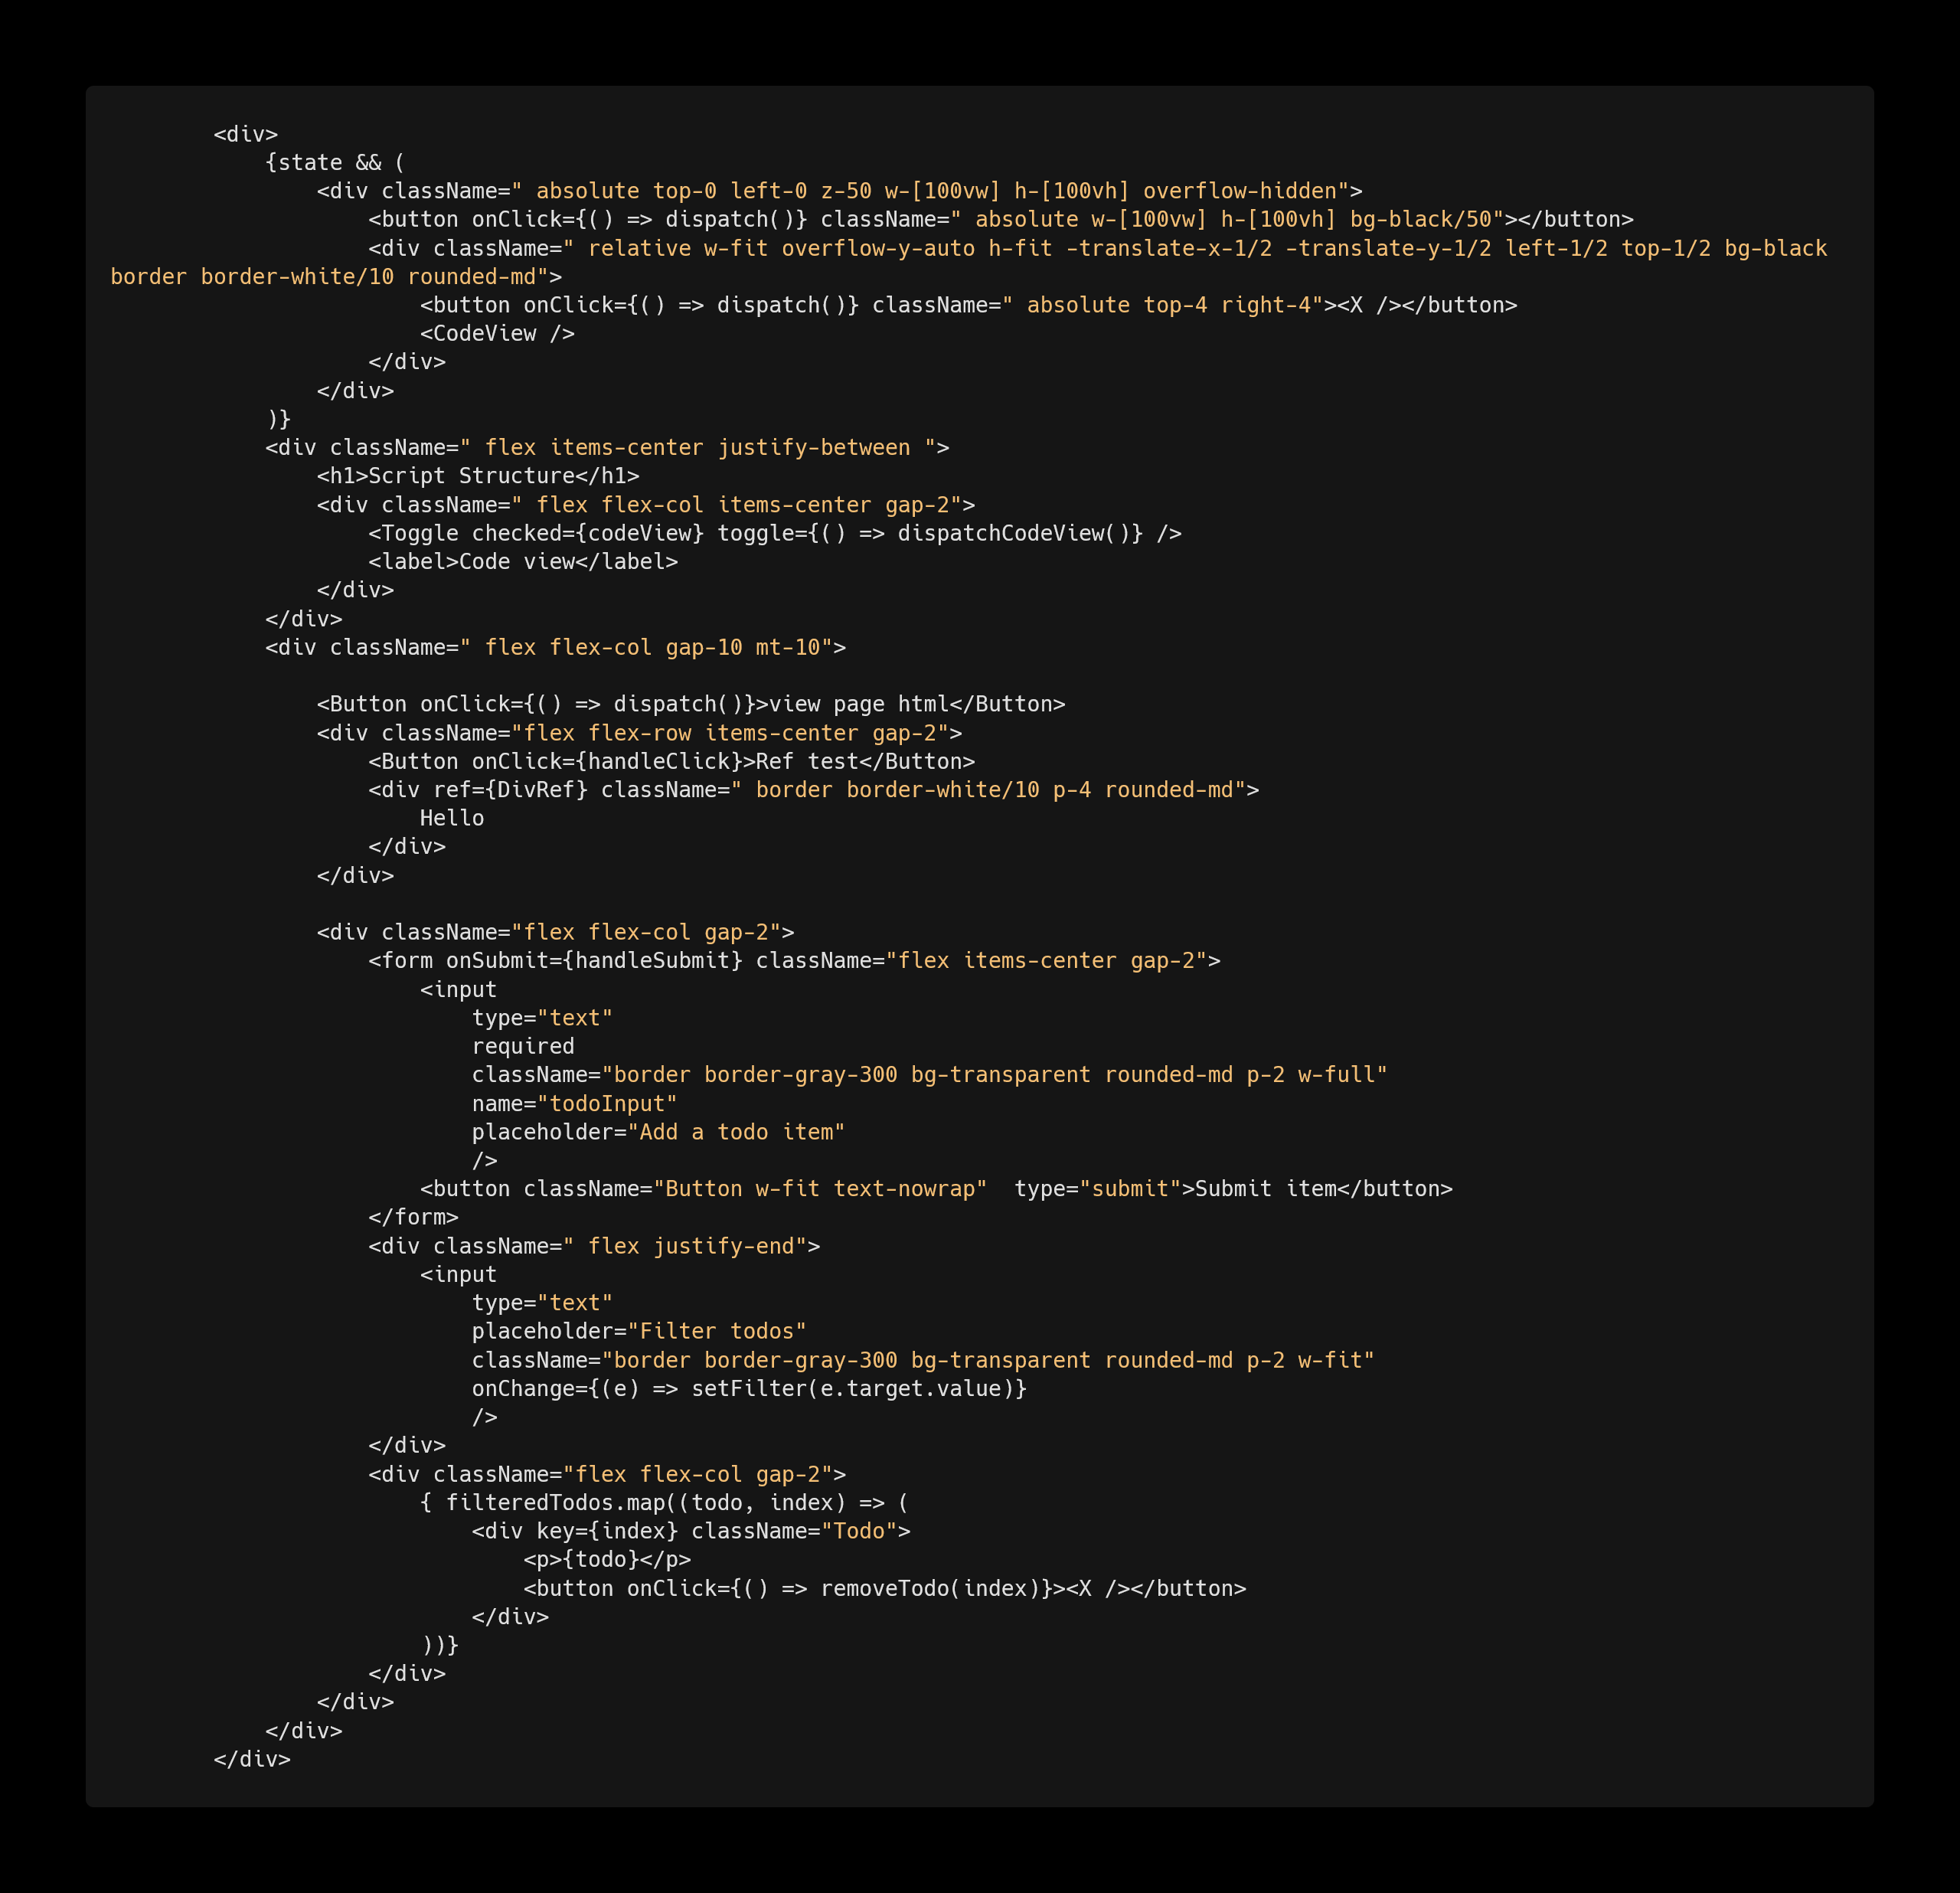 <div>
{state && (
<div className=" absolute top-0 left-0 z-50 w-[100vw] h-[100vh] overflow-hidden">
<button onClick={() => dispatch()} className=" absolute w-[100vw] h-[100vh] bg-black/50"></button>
<div className=" relative w-fit overflow-y-auto h-fit -translate-x-1/2 -translate-y-1/2 left-1/2 top-1/2 bg-black
border border-white/10 rounded-md">
<button onClick={() => dispatch()} className=" absolute top-4 right-4"><X /></button>
<CodeView />
</div>
</div>
)}
<div className=" flex items-center justify-between ">
<h1>Script Structure</h1>
<div className=" flex flex-col items-center gap-2">
<Toggle checked={codeView} toggle={() => dispatchCodeView()} />
<label>Code view</label>
</div>
</div>
<div className=" flex flex-col gap-10 mt-10">
<Button onClick={() => dispatch()}>view page html</Button>
<div className="flex flex-row items-center gap-2">
<Button onClick={handleClick}>Ref test</Button>
<div ref={DivRef} className=" border border-white/10 p-4 rounded-md">
Hello
</div>
</div>
<div className="flex flex-col gap-2">
<form onSubmit={handleSubmit} className="flex items-center gap-2">
<input
type="text"
required
className="border border-gray-300 bg-transparent rounded-md p-2 w-full"
name="todoInput"
placeholder="Add a todo item"
/>
<button className="Button w-fit text-nowrap"  type="submit">Submit item</button>
</form>
<div className=" flex justify-end">
<input
type="text"
placeholder="Filter todos"
className="border border-gray-300 bg-transparent rounded-md p-2 w-fit"
onChange={(e) => setFilter(e.target.value)}
/>
</div>
<div className="flex flex-col gap-2">
{ filteredTodos.map((todo, index) => (
<div key={index} className="Todo">
<p>{todo}</p>
<button onClick={() => removeTodo(index)}><X /></button>
</div>
))}
</div>
</div>
</div>
</div>